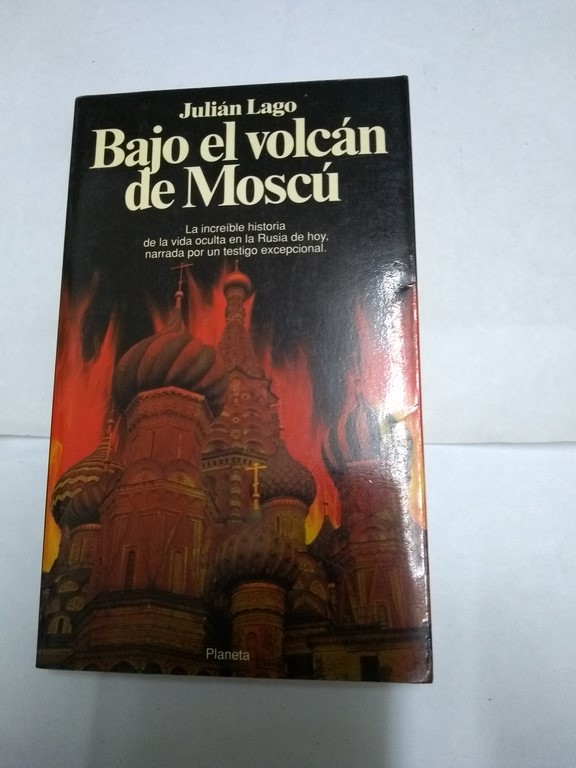 Julián Lago
Bajo el volcán
de Moscú
La increíble historia
de la vida oculta en la Rusia de hoy,
narrada por un testigo excepcional.
Planeta